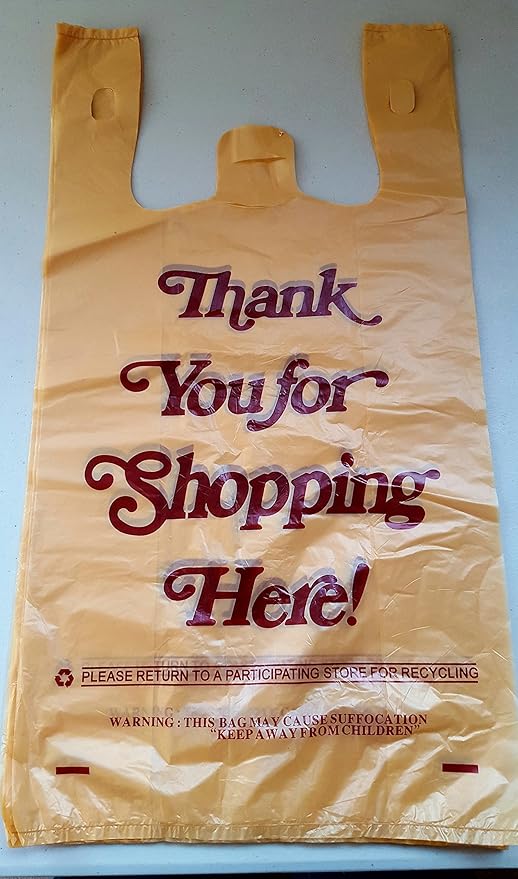 Thank
You for
Shopping
Here!
PLEASE RETURN TO A PARTICIPATING STORE FOR RECYCLING
WARNING : THIS BAG MAY CAUSE SUFFOCATION
"KEEP AWAY FROM CHILDREN"